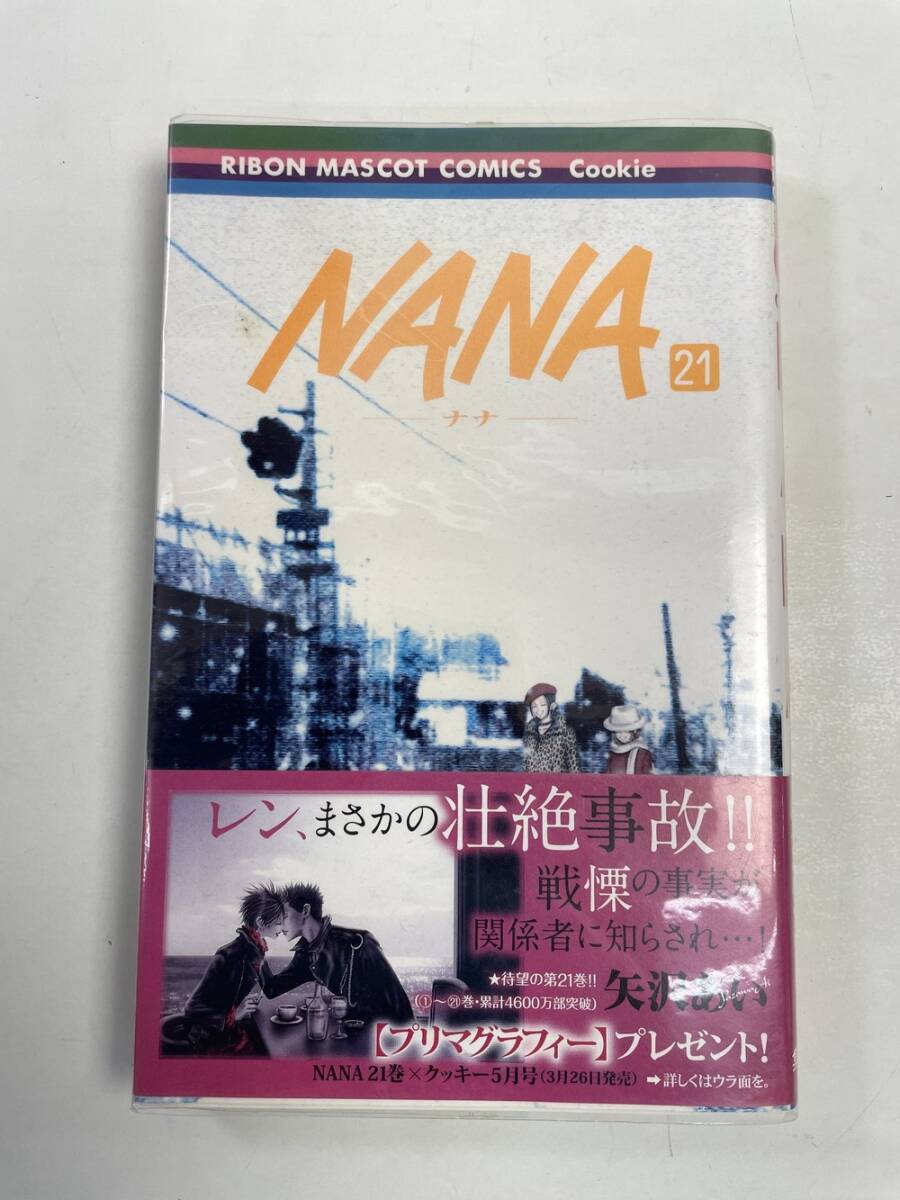 RIBON MASCOT COMICS Cookie
NANA 21
ナナ
レン、まさかの壮絶事故!!
戦慄の事実が
関係者に知らされ…!
★待望の第21巻!!
(①〜㉑巻・累計4600万部突破)
矢沢あい
【プリマグラフィー】プレゼント!
NANA 21巻×クッキー5月号(3月26日発売) ➡詳しくはウラ面を。